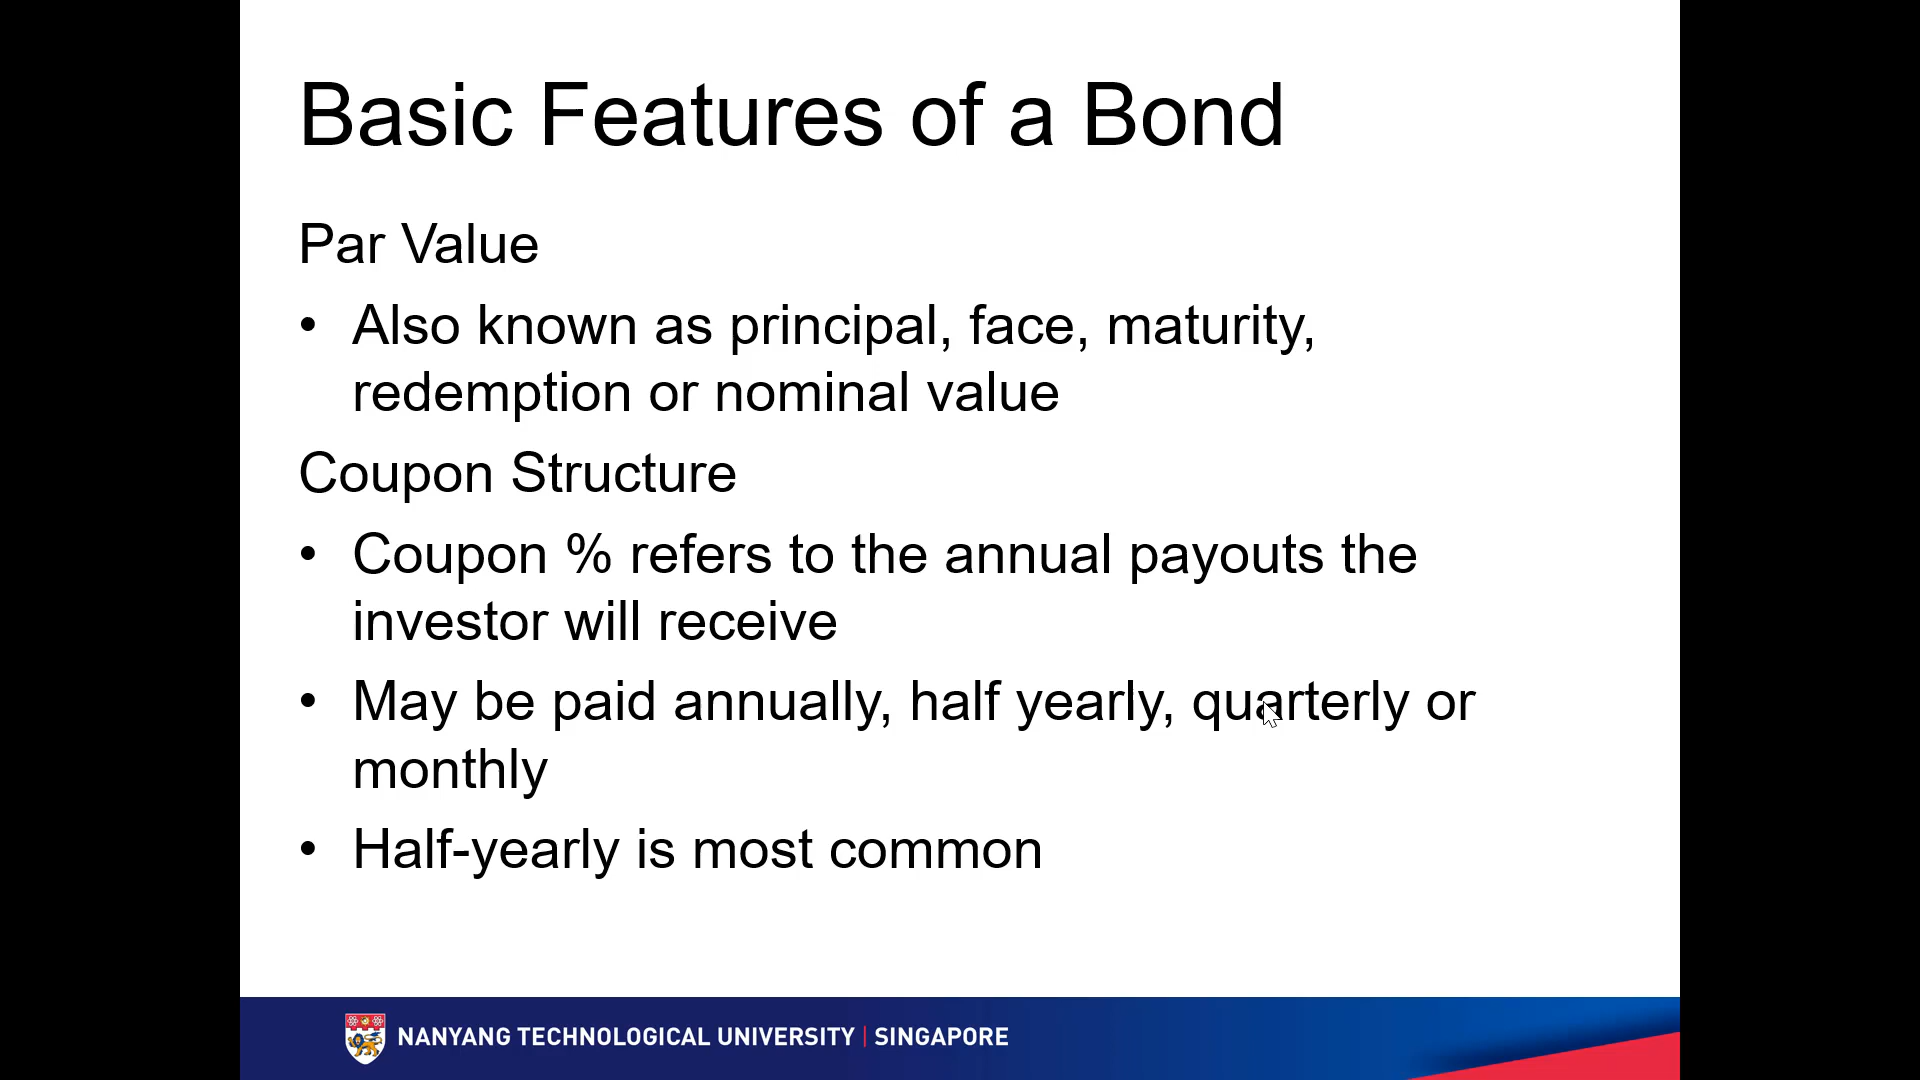 Basic Features of a Bond
Par Value
• Also known as principal, face, maturity,
redemption or nominal value
Coupon Structure
• Coupon % refers to the annual payouts the
investor will receive
• May be paid annually, half yearly, quarterly or
monthly
• Half-yearly is most common
NANYANG TECHNOLOGICAL UNIVERSITY | SINGAPORE